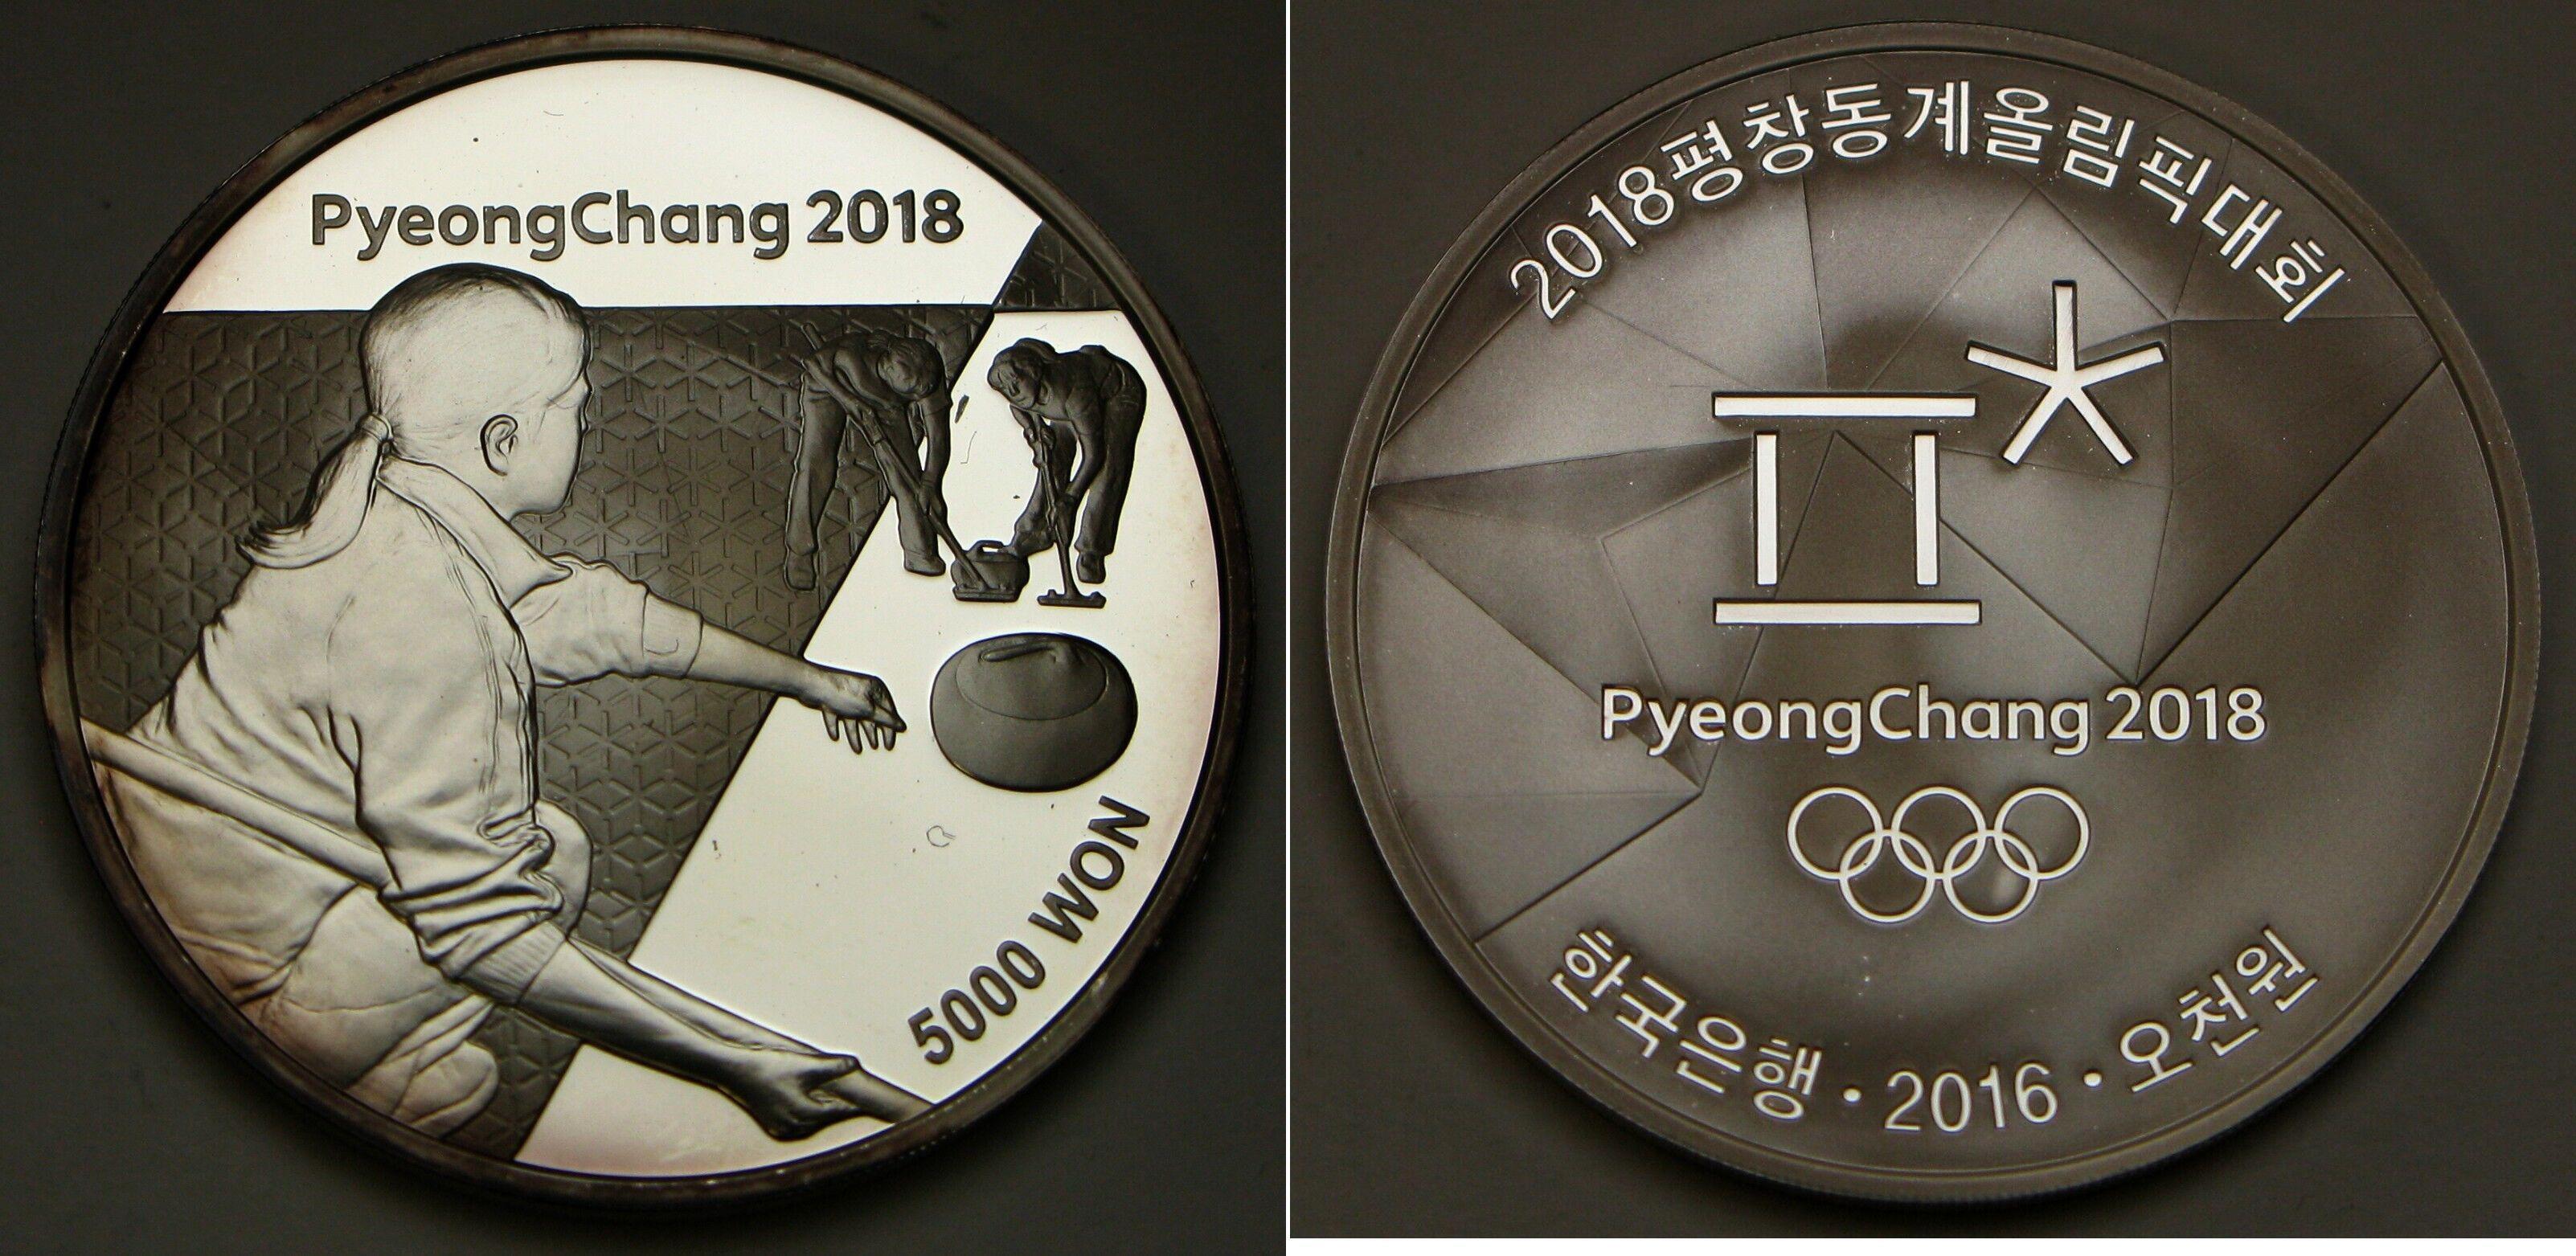 PyeongChang 2018
5000 WON
2018평창동계올림픽대회
PyeongChang 2018
한국은행 · 2016 · 오천원